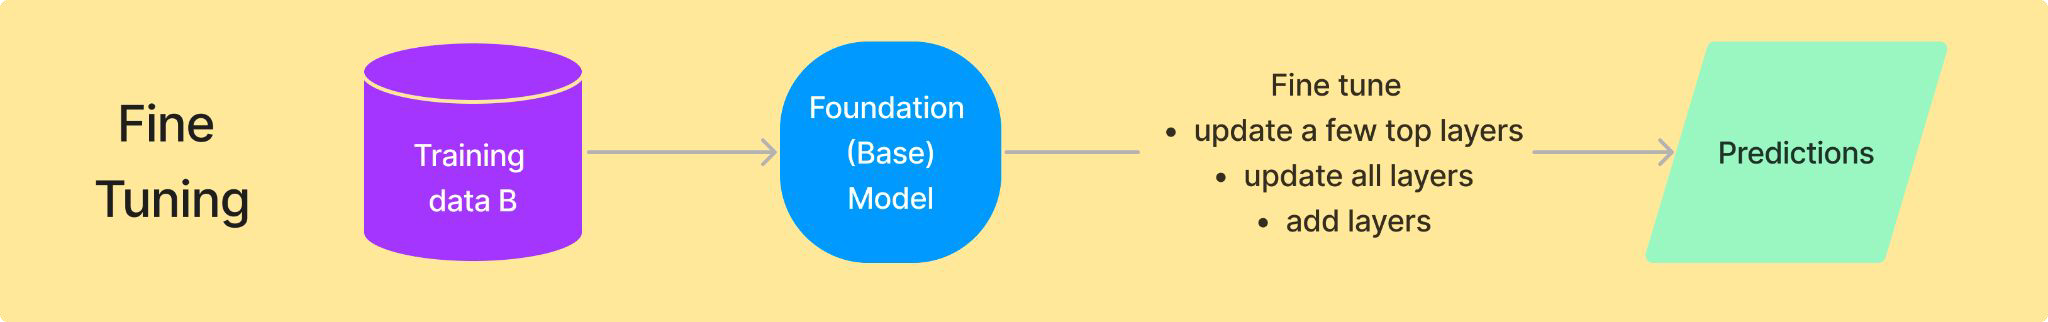 Fine
Tuning
Training
data B
Foundation
(Base)
Model
Fine tune
• update a few top layers
• update all layers
• add layers
Predictions